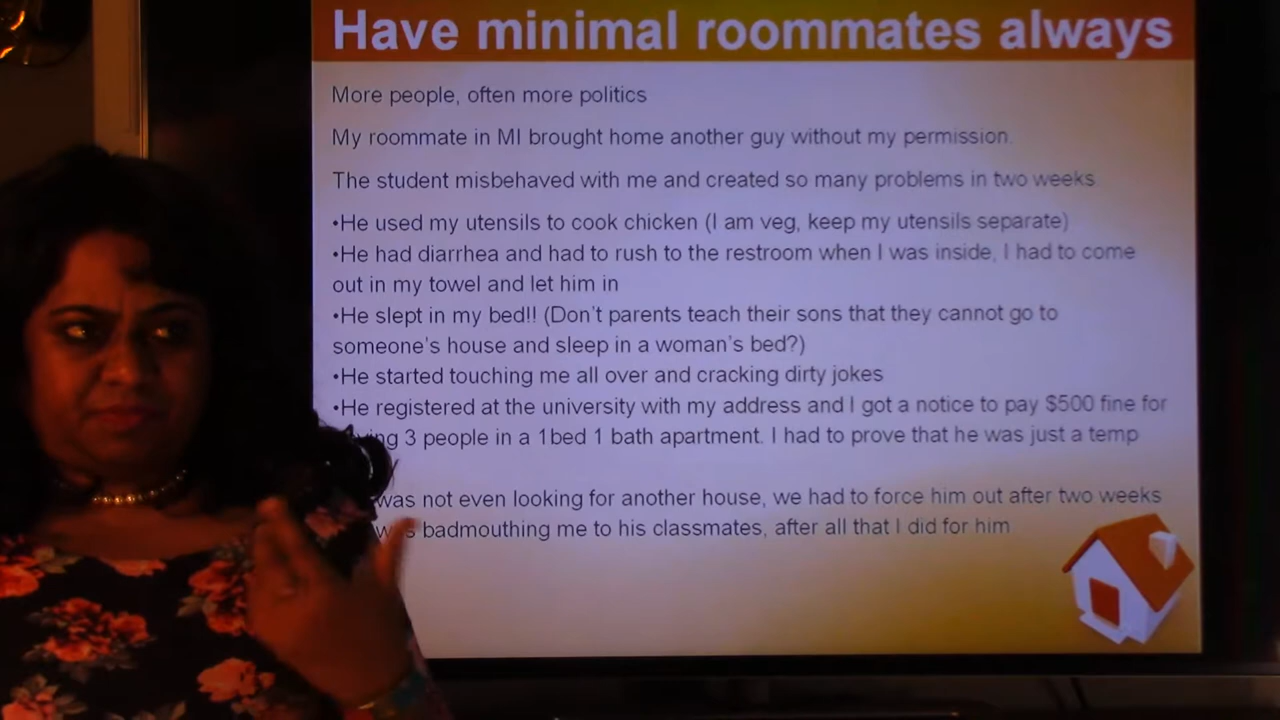 Have minimal roommates always
More people, often more politics
My roommate in MI brought home another guy without my permission.
The student misbehaved with me and created so many problems in two weeks
•He used my utensils to cook chicken (I am veg, keep my utensils separate)
•He had diarrhea and had to rush to the restroom when I was inside, I had to come
out in my towel and let him in
•He slept in my bed!! (Don't parents teach their sons that they cannot go to
someone's house and sleep in a woman's bed?)
•He started touching me all over and cracking dirty jokes
•He registered at the university with my address and I got a notice to pay $500 fine for
3 people in a 1bed 1 bath apartment. I had to prove that he was just a temp
was not even looking for another house, we had to force him out after two weeks
badmouthing me to his classmates, after all that I did for him